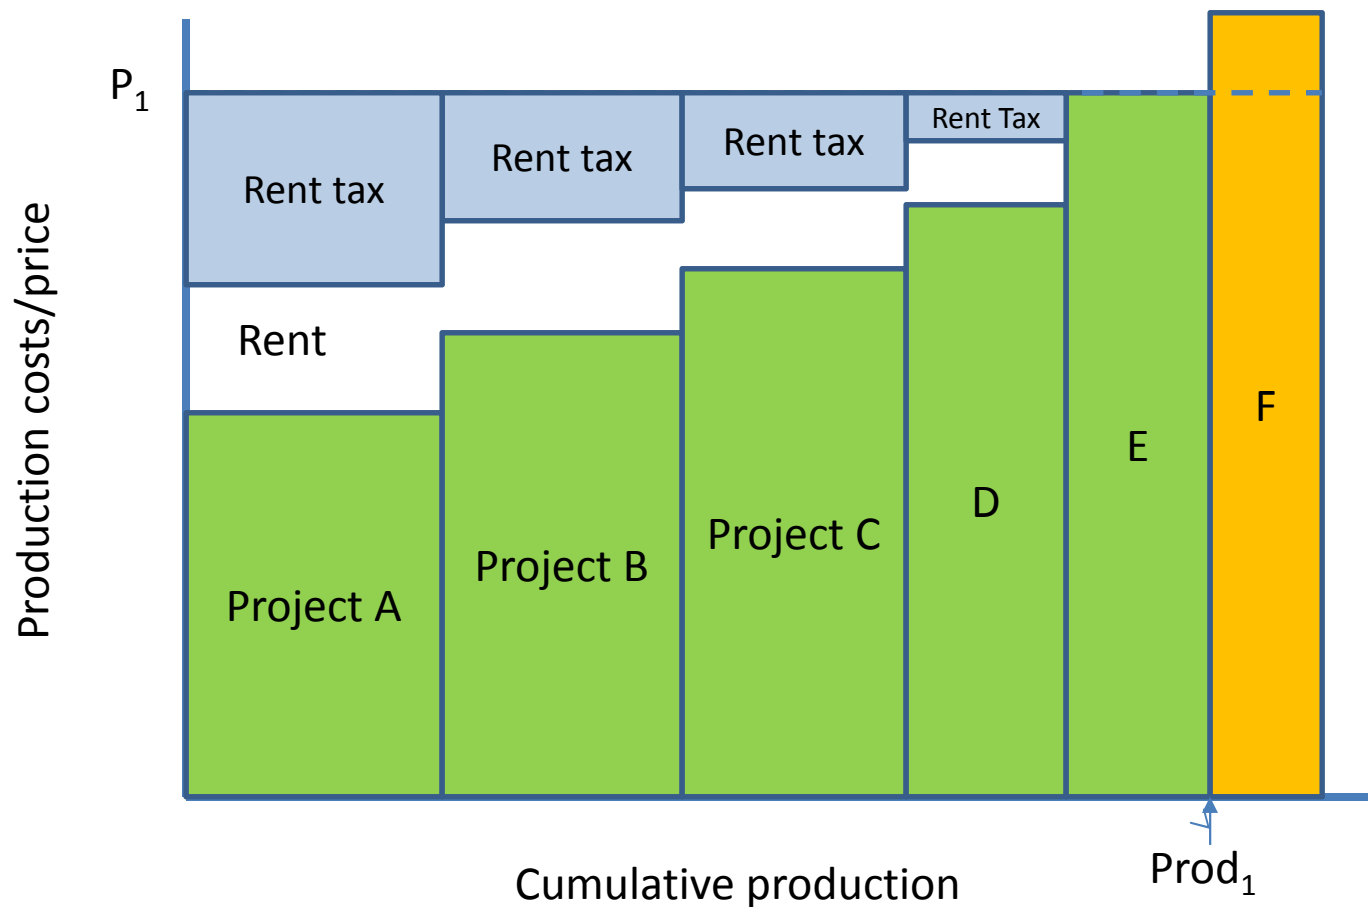 P₁
Rent tax
Rent tax
Rent tax
Rent Tax
Rent
Production costs/price
Project A
Project B
Project C
D
E
F
Prod₁
Cumulative production